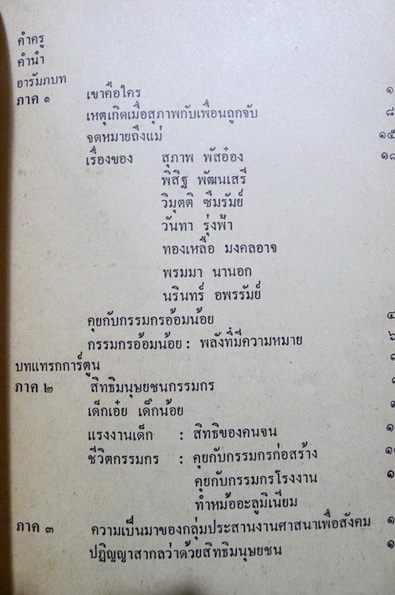 คำครู
คำนำ
อารัมภบท
ภาค ๑ เขาคือใคร ๑
เหตุเกิดเมื่อสุภาพกับเพื่อนถูกจับ ๘
จดหมายถึงแม่ ๑๕
เรื่องของ สุภาพ พัสอ๋อง ๑๘
พิสิฐ พัฒนเสรี
วิมุตติ ซึมรัมย์
วันทา รุ่งฟ้า
ทองเหลือ มงคลอาจ
พรมมา นานอก
นรินทร์ อพรรัมย์
คุยกับกรรมกรอ้อมน้อย
กรรมกรอ้อมน้อย : พลังที่มีความหมาย
บทแทรกการ์ตูน
ภาค ๒ สิทธิมนุษยชนกรรมกร
เด็กเอ๋ย เด็กน้อย
แรงงานเด็ก : สิทธิของคนจน
ชีวิตกรรมกร : คุยกับกรรมกรก่อสร้าง
คุยกับกรรมกรโรงงาน
ทำหม้ออะลูมิเนียม
ภาค ๓ ความเป็นมาของกลุ่มประสานงานศาสนาเพื่อสังคม
ปฏิญญาสากลว่าด้วยสิทธิมนุษยชน